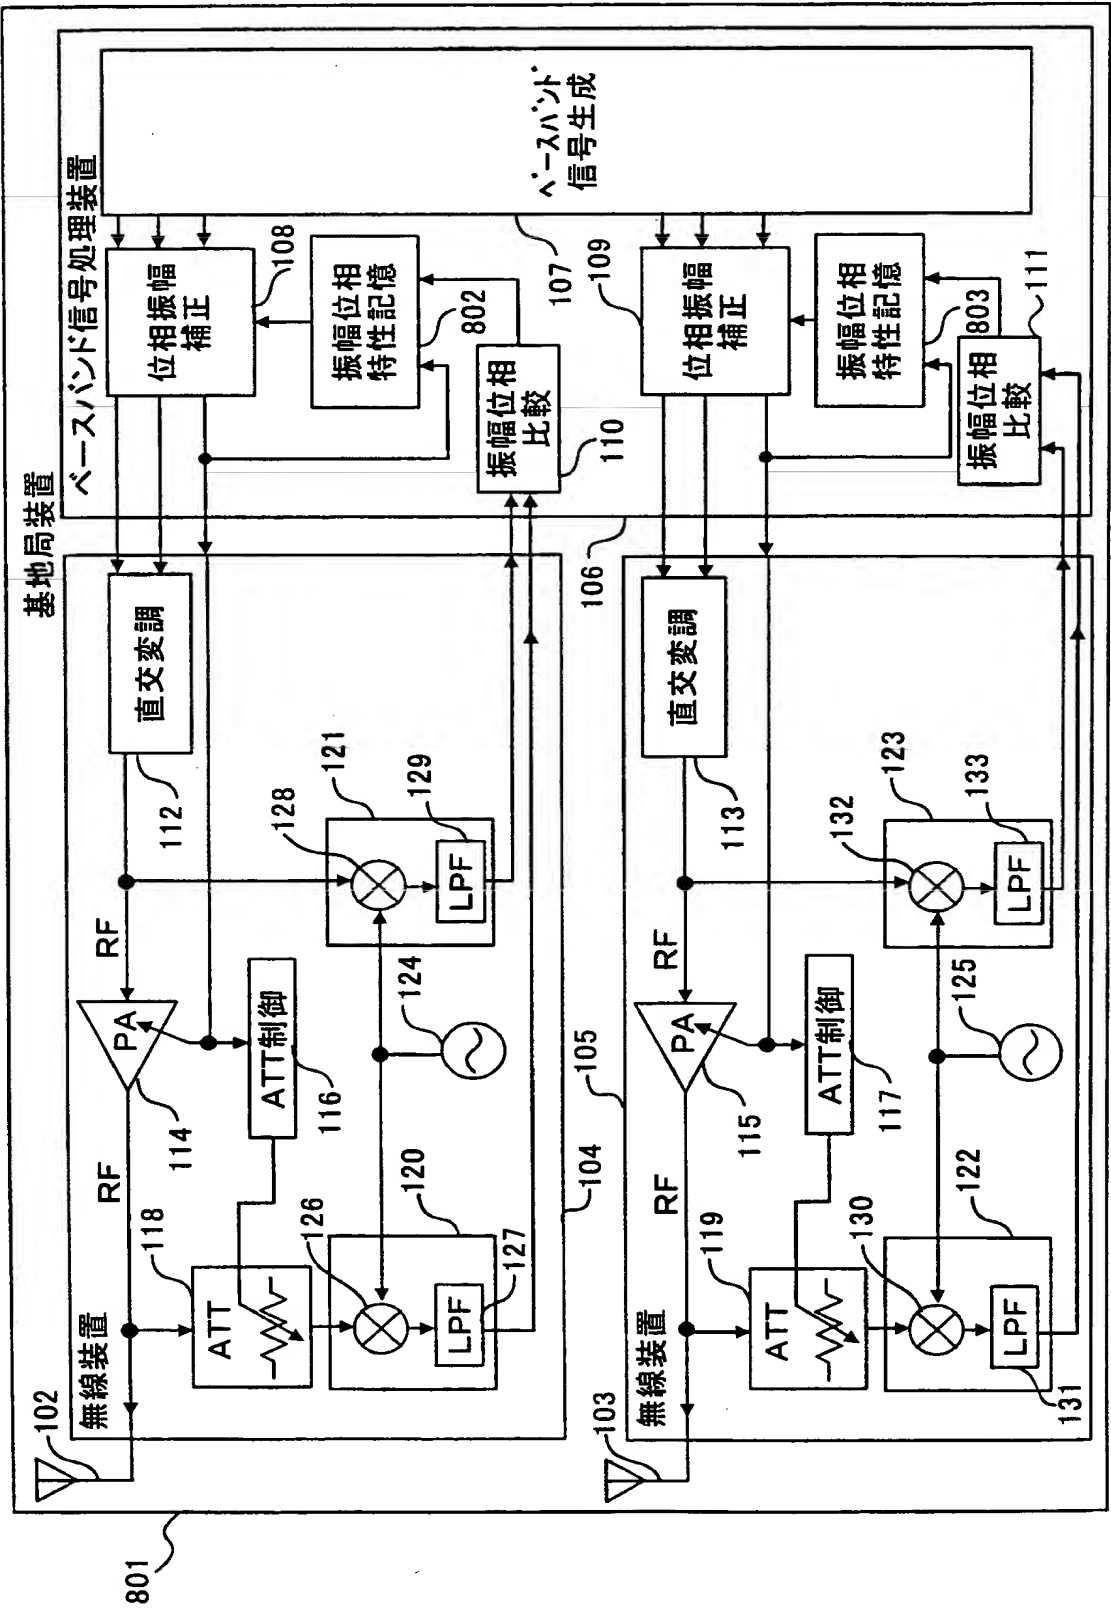 801
基地局装置
102
無線装置
118
ATT
RF
114
PA
RF
112
直交変調
ベースバンド信号処理装置
位相振幅
補正
108
116
ATT制御
126
120
LPF
127
124
128
121
129
LPF
振幅位相
特性記憶
802
振幅位相
比較
110
107
ベースバンド
信号生成
104
105
106
103
無線装置
119
ATT
RF
115
PA
RF
113
直交変調
位相振幅
補正
109
117
ATT制御
130
122
LPF
131
125
132
123
133
LPF
振幅位相
特性記憶
803
振幅位相
比較
111